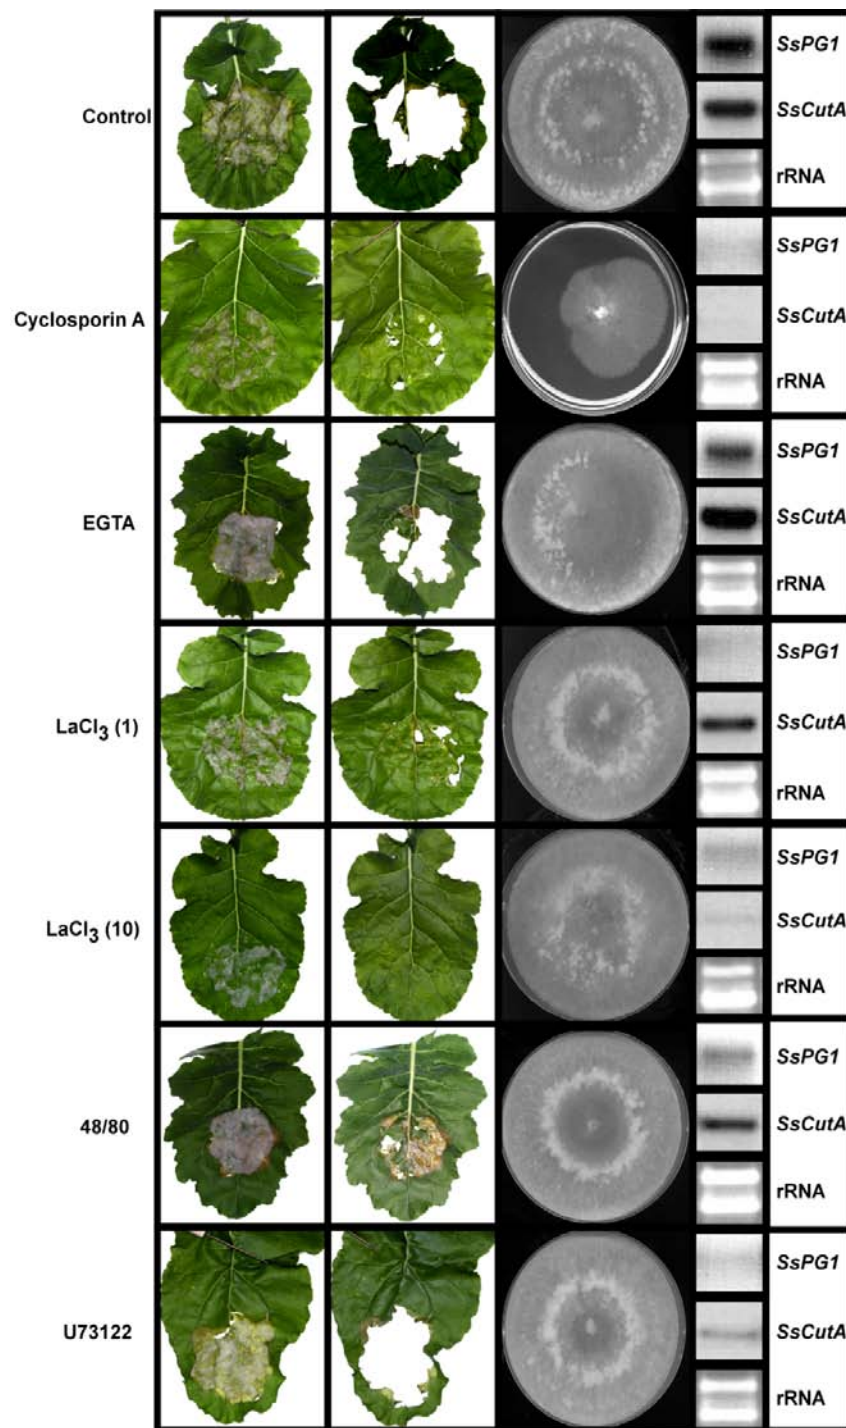 Control
SsPG1
SsCutA
rRNA
Cyclosporin A
SsPG1
SsCutA
rRNA
EGTA
SsPG1
SsCutA
rRNA
LaCl3 (1)
SsPG1
SsCutA
rRNA
LaCl3 (10)
SsPG1
SsCutA
rRNA
48/80
SsPG1
SsCutA
rRNA
U73122
SsPG1
SsCutA
rRNA